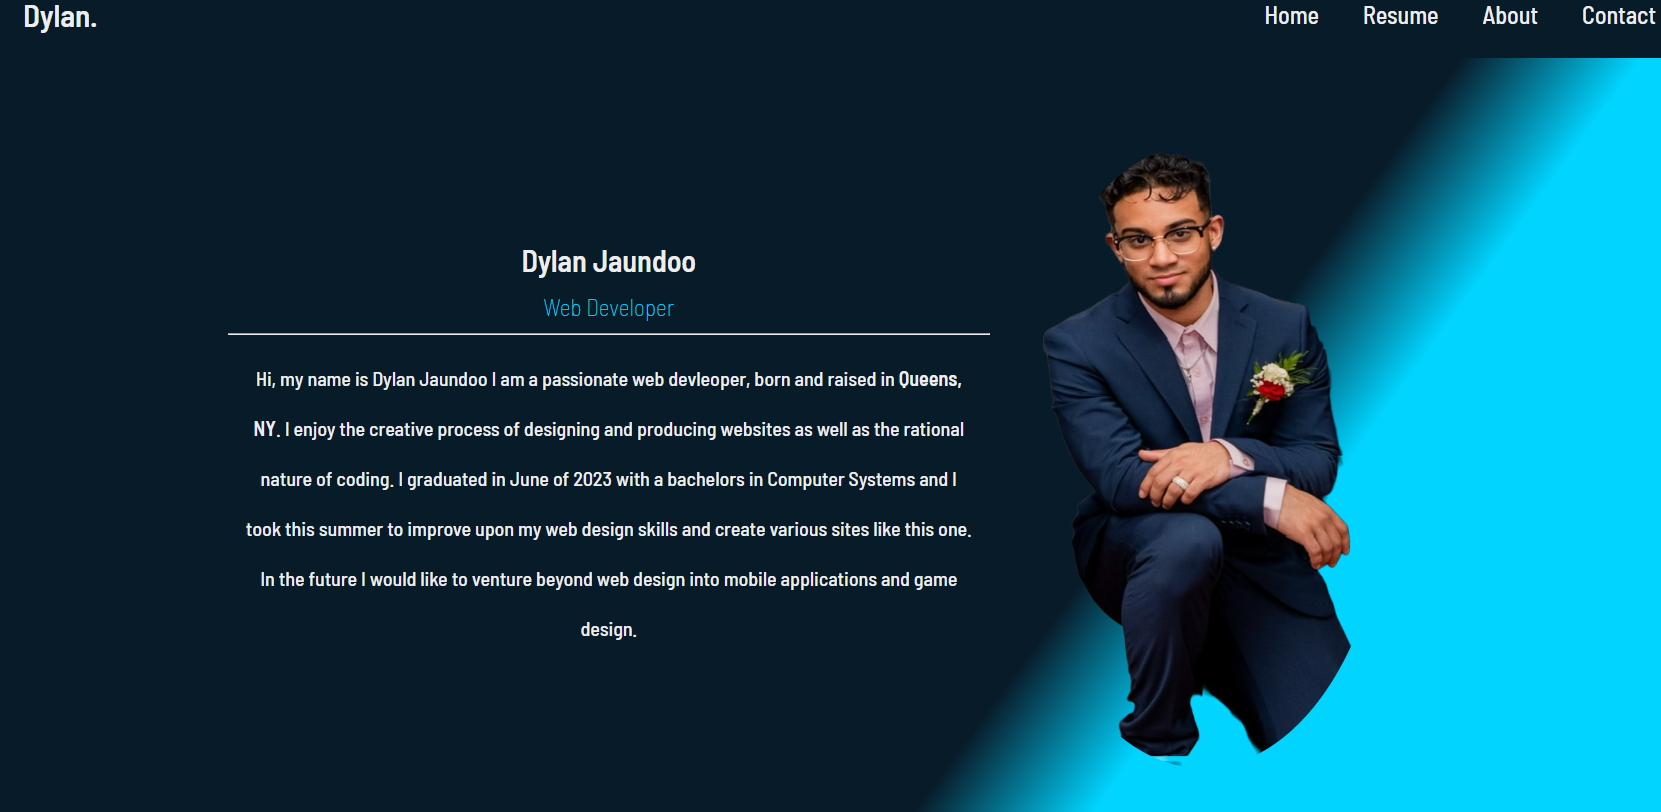 Dylan.
Home Resume About Contact
Dylan Jaundoo
Web Developer
Hi, my name is Dylan Jaundoo I am a passionate web devleoper, born and raised in Queens,
NY. I enjoy the creative process of designing and producing websites as well as the rational
nature of coding. I graduated in June of 2023 with a bachelors in Computer Systems and I
took this summer to improve upon my web design skills and create various sites like this one.
In the future I would like to venture beyond web design into mobile applications and game
design.